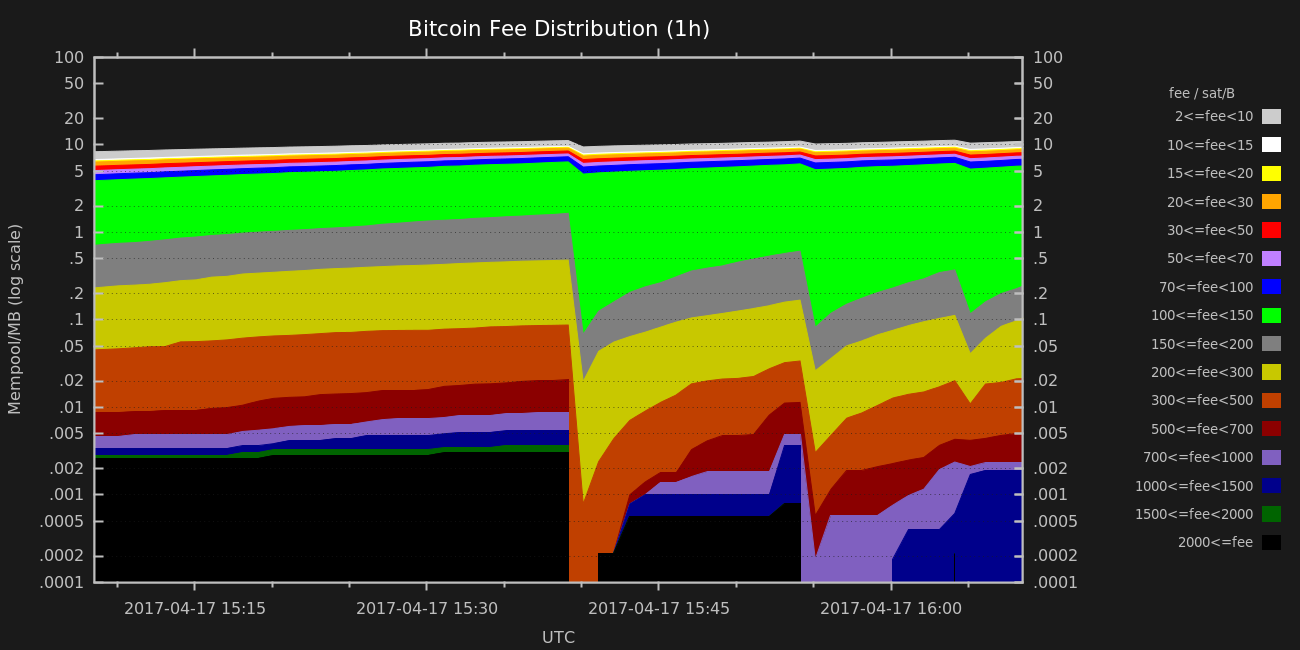 Bitcoin Fee Distribution (1h)
Mempool/MB (log scale)
100
50
20
10
5
2
1
.5
.2
.1
.05
.02
.01
.005
.002
.001
.0005
.0002
.0001
100
50
20
10
5
2
1
.5
.2
.1
.05
.02
.01
.005
.002
.001
.0005
.0002
.0001
2017-04-17 15:15 2017-04-17 15:30 2017-04-17 15:45 2017-04-17 16:00
UTC
fee / sat/B
2<=fee<10
10<=fee<15
15<=fee<20
20<=fee<30
30<=fee<50
50<=fee<70
70<=fee<100
100<=fee<150
150<=fee<200
200<=fee<300
300<=fee<500
500<=fee<700
700<=fee<1000
1000<=fee<1500
1500<=fee<2000
2000<=fee